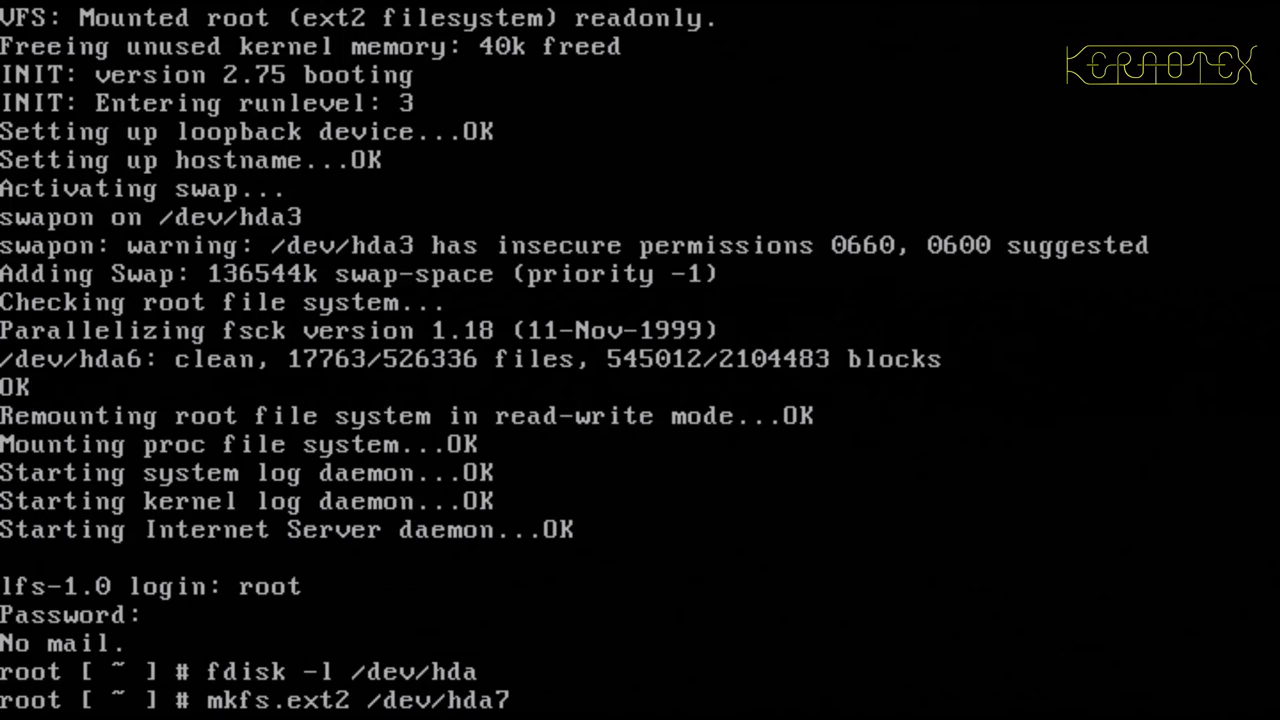 VFS: Mounted root (ext2 filesystem) readonly.
Freeing unused kernel memory: 40k freed
INIT: version 2.75 booting
INIT: Entering runlevel: 3
Setting up loopback device...OK
Setting up hostname...OK
Activating swap...
swapon on /dev/hda3
swapon: warning: /dev/hda3 has insecure permissions 0660, 0600 suggested
Adding Swap: 136544k swap-space (priority -1)
Checking root file system...
Parallelizing fsck version 1.18 (11-Nov-1999)
/dev/hda6: clean, 17763/526336 files, 545012/2104483 blocks
OK
Remounting root file system in read-write mode...OK
Mounting proc file system...OK
Starting system log daemon...OK
Starting kernel log daemon...OK
Starting Internet Server daemon...OK
lfs-1.0 login: root
Password:
No mail.
root [ ~ ] # fdisk -l /dev/hda
root [ ~ ] # mkfs.ext2 /dev/hda7
KERNOTEX